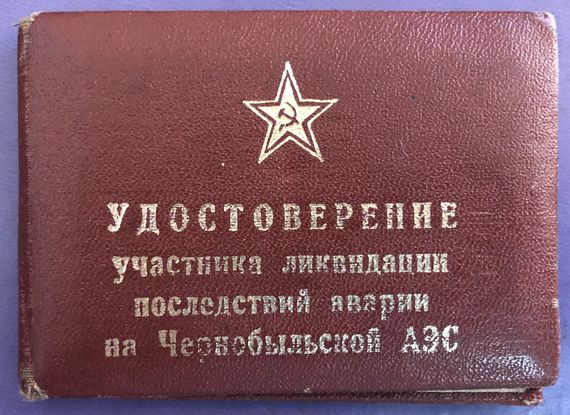 УДОСТОВЕРЕНИЕ
участника ликвидации
последствий аварии
на Чернобыльской АЭС